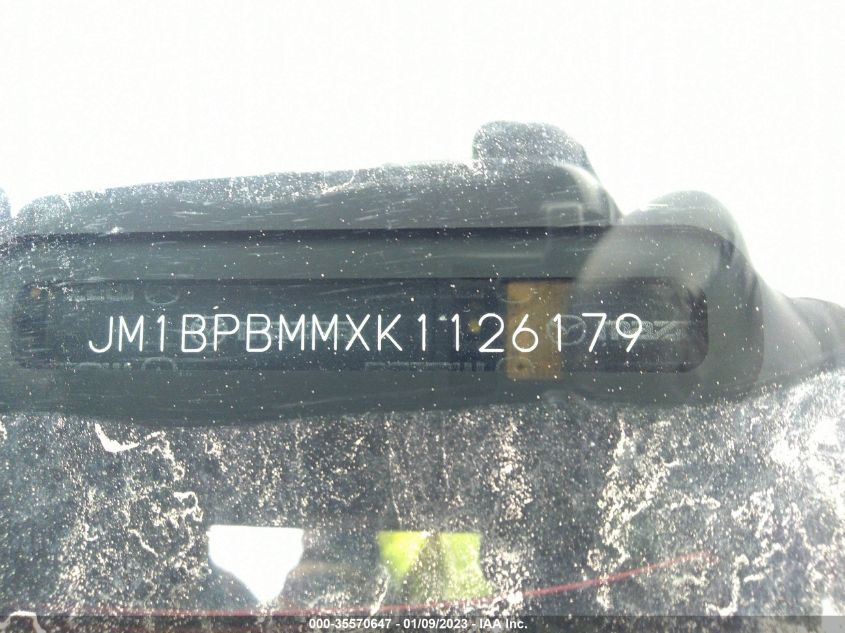 JM1BPBMMXK1126179
000-35570647 - 01/09/2023 - IAA Inc.